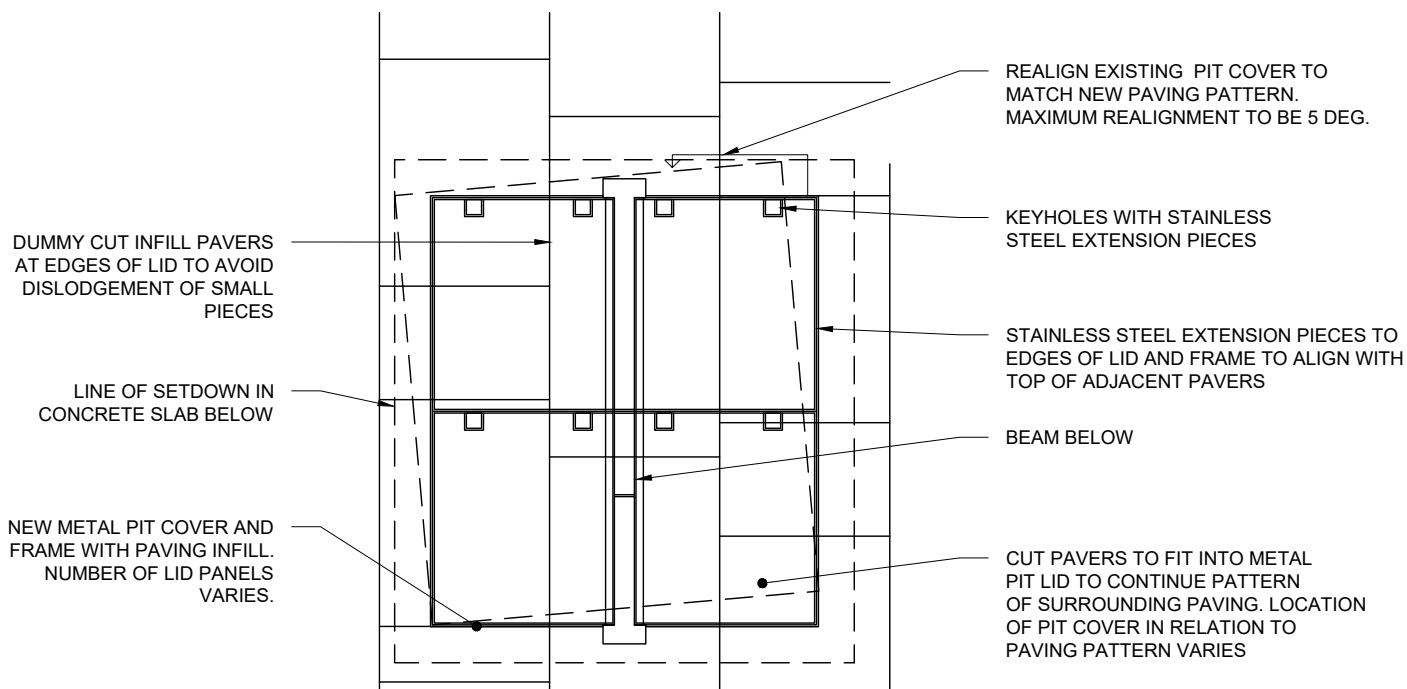 REALIGN EXISTING PIT COVER TO
MATCH NEW PAVING PATTERN.
MAXIMUM REALIGNMENT TO BE 5 DEG.
KEYHOLES WITH STAINLESS
STEEL EXTENSION PIECES
DUMMY CUT INFILL PAVERS
AT EDGES OF LID TO AVOID
DISLODGEMENT OF SMALL
PIECES
STAINLESS STEEL EXTENSION PIECES TO
EDGES OF LID AND FRAME TO ALIGN WITH
TOP OF ADJACENT PAVERS
LINE OF SETDOWN IN
CONCRETE SLAB BELOW
BEAM BELOW
NEW METAL PIT COVER AND
FRAME WITH PAVING INFILL.
NUMBER OF LID PANELS
VARIES.
CUT PAVERS TO FIT INTO METAL
PIT LID TO CONTINUE PATTERN
OF SURROUNDING PAVING. LOCATION
OF PIT COVER IN RELATION TO
PAVING PATTERN VARIES